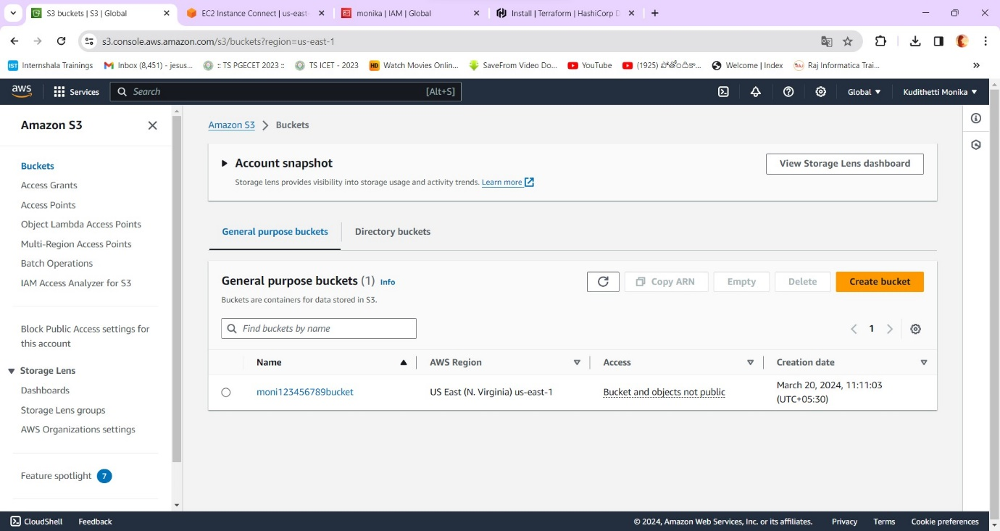 S3 buckets | S3 | Global
EC2 Instance Connect | us-east-
monika | IAM | Global
Install | Terraform | HashiCorp D
s3.console.aws.amazon.com/s3/buckets?region=us-east-1
Internshala Trainings
Inbox (8,451) - jesus...
:: TS PGECET 2023 ::
TS ICET - 2023
Watch Movies Onlin...
SaveFrom Video Do...
YouTube
(1925) పోతోందికా...
Welcome | Index
Raj Informatica Trai...
aws
Services
Search
[Alt+S]
Global
Kudithetti Monika
Amazon S3
Buckets
Access Grants
Access Points
Object Lambda Access Points
Multi-Region Access Points
Batch Operations
IAM Access Analyzer for S3
Block Public Access settings for
this account
Storage Lens
Dashboards
Storage Lens groups
AWS Organizations settings
Feature spotlight 7
Amazon S3 > Buckets
Account snapshot
Storage lens provides visibility into storage usage and activity trends. Learn more
View Storage Lens dashboard
General purpose buckets
Directory buckets
General purpose buckets (1) Info
Buckets are containers for data stored in S3.
Copy ARN
Empty
Delete
Create bucket
Find buckets by name
1
Name
AWS Region
Access
Creation date
moni123456789bucket
US East (N. Virginia) us-east-1
Bucket and objects not public
March 20, 2024, 11:11:03
(UTC+05:30)
CloudShell
Feedback
© 2024, Amazon Web Services, Inc. or its affiliates.
Privacy
Terms
Cookie preferences